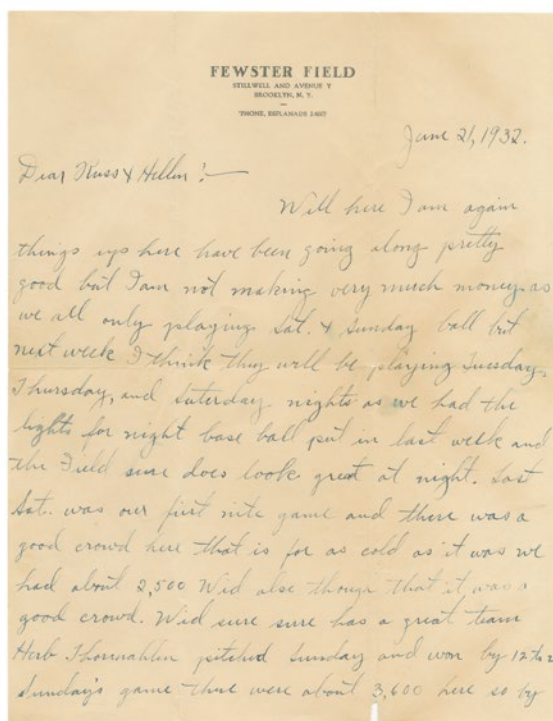 FEWSTER FIELD
STILLWELL AND AVENUE Y
BROOKLYN, N. Y.
'PHONE, ESPLANADE 2-4107
June 21, 1932.
Dear Russ & Hellen:—
Well here I am again
things up here have been going along pretty
good but I am not making very much money as
we all only playing Sat. & Sunday ball but
next week I think they will be playing Tuesday,
Thursday, and Saterday nights as we had the
lights for night base ball put in last week and
the Field sure does look great at night. Last
Sat. was our first nite game and there was a
good crowd here that is for as cold as it was we
had about 2,500 Wid also though that it was a
good crowd. Wid sure sure has a great team
Herb Thormahlen pitched Sunday and won by 12 to 2
Sunday's game there were about 3,600 here so by